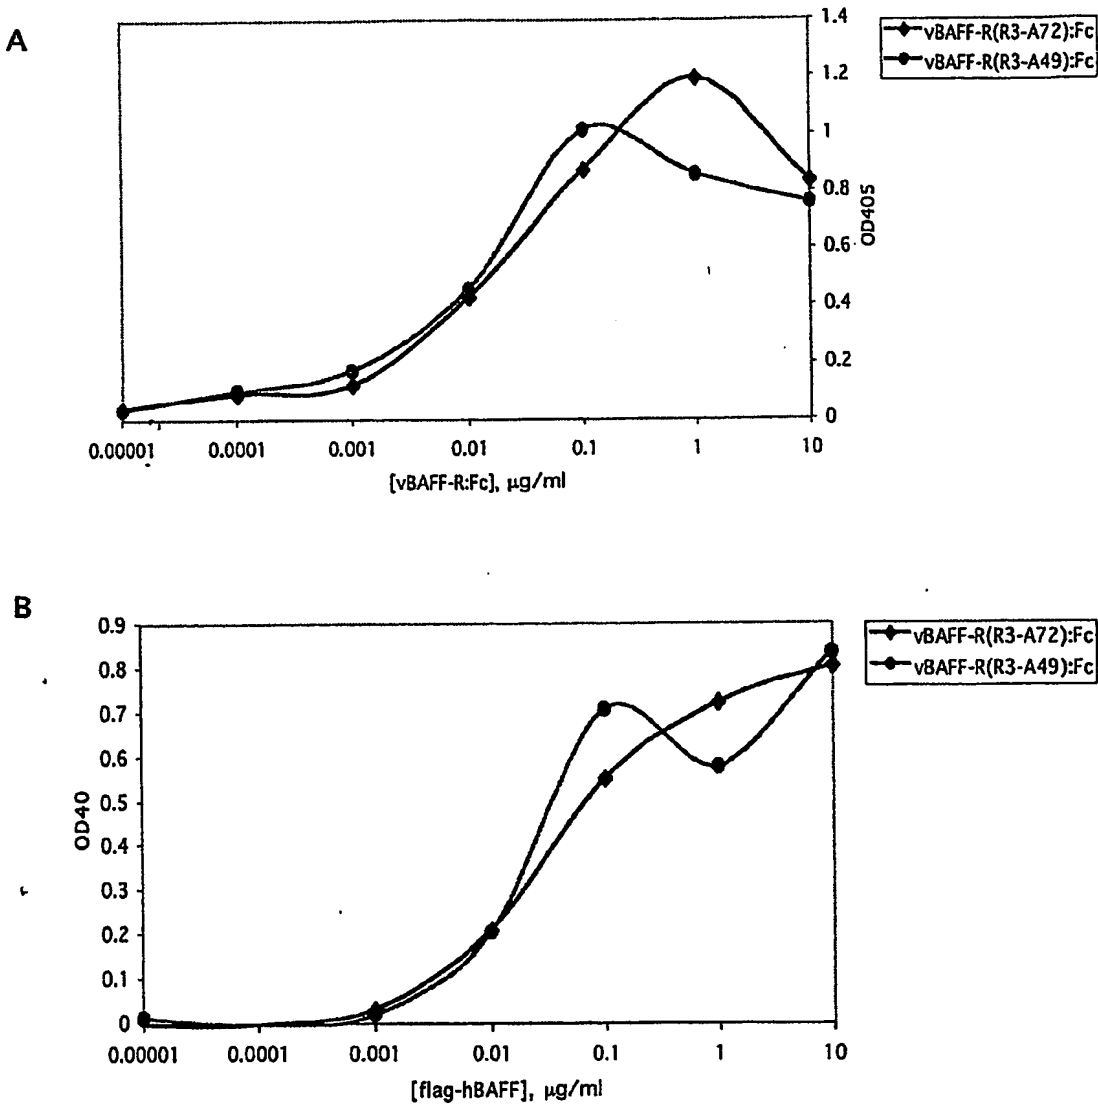 A
vBAFF-R(R3-A72):Fc
vBAFF-R(R3-A49):Fc
1.4
1.2
1
0.8
0.6
0.4
0.2
0
OD405
0.00001 0.0001 0.001 0.01 0.1 1 10
[vBAFF-R:Fc], μg/ml
B
vBAFF-R(R3-A72):Fc
vBAFF-R(R3-A49):Fc
0.9
0.8
0.7
0.6
0.5
0.4
0.3
0.2
0.1
0
OD40
0.00001 0.0001 0.001 0.01 0.1 1 10
[flag-hBAFF], μg/ml